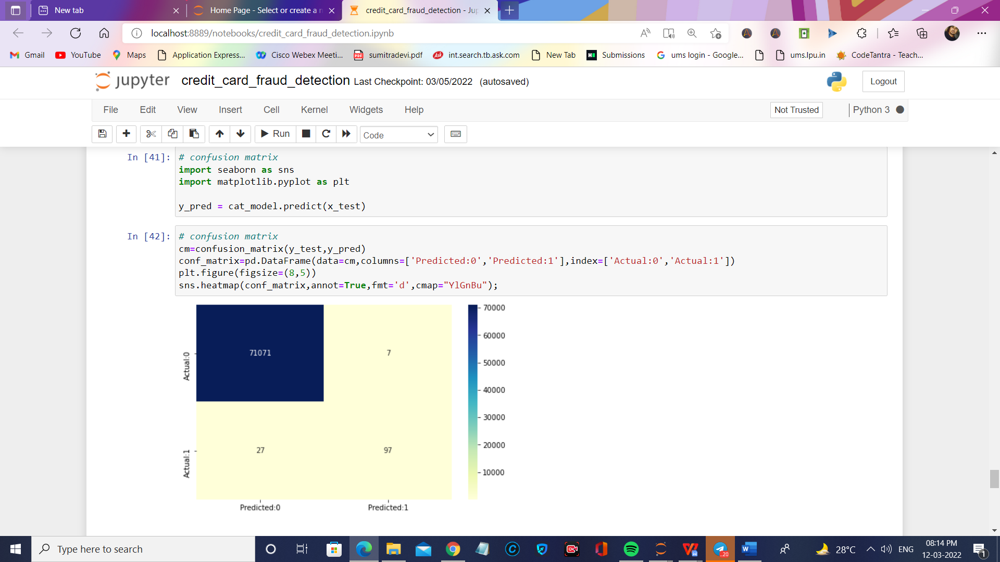 New tab
Home Page - Select or create a n
credit_card_fraud_detection - Jup
localhost:8889/notebooks/credit_card_fraud_detection.ipynb
Gmail YouTube Maps Application Express... Cisco Webex Meeti... sumitradevi.pdf int.search.tb.ask.com New Tab Submissions ums login - Google... ums.lpu.in CodeTantra - Teach...
jupyter credit_card_fraud_detection Last Checkpoint: 03/05/2022 (autosaved) Logout
File Edit View Insert Cell Kernel Widgets Help Not Trusted Python 3
Run Code
In [41]: # confusion matrix
import seaborn as sns
import matplotlib.pyplot as plt
y_pred = cat_model.predict(x_test)
In [42]: # confusion matrix
cm=confusion_matrix(y_test,y_pred)
conf_matrix=pd.DataFrame(data=cm,columns=['Predicted:0','Predicted:1'],index=['Actual:0','Actual:1'])
plt.figure(figsize=(8,5))
sns.heatmap(conf_matrix,annot=True,fmt='d',cmap="YlGnBu");
Actual:0
71071 7
Actual:1
27 97
Predicted:0 Predicted:1
70000
60000
50000
40000
30000
20000
10000
Type here to search
28°C ENG
08:14 PM
12-03-2022
..20
1